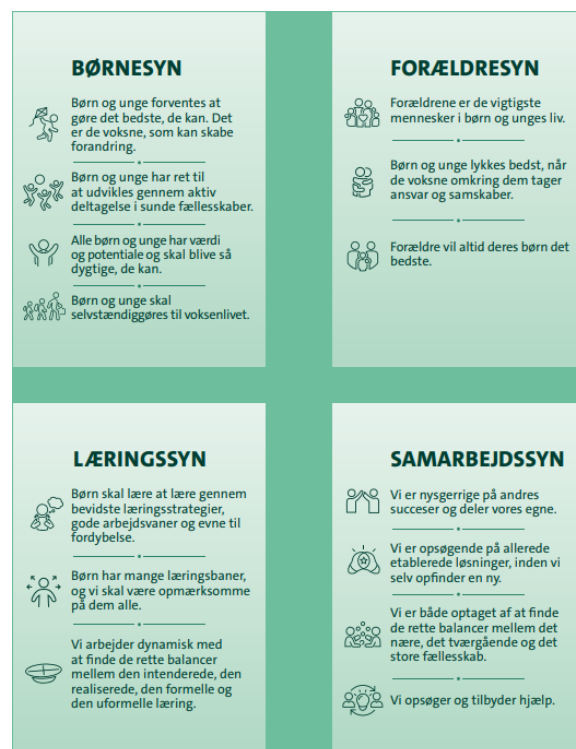 BØRNESYN
Børn og unge forventes at
gøre det bedste, de kan. Det
er de voksne, som kan skabe
forandring.
Børn og unge har ret til
at udvikles gennem aktiv
deltagelse i sunde fællesskaber.
Alle børn og unge har værdi
og potentiale og skal blive så
dygtige, de kan.
Børn og unge skal
selvstændiggøres til voksenlivet.
FORÆLDRESYN
Forældrene er de vigtigste
mennesker i børn og unges liv.
Børn og unge lykkes bedst, når
de voksne omkring dem tager
ansvar og samskaber.
Forældre vil altid deres børn det
bedste.
LÆRINGSSYN
Børn skal lære at lære gennem
bevidste læringsstrategier,
gode arbejdsvaner og evne til
fordybelse.
Børn har mange læringsbaner,
og vi skal være opmærksomme
på dem alle.
Vi arbejder dynamisk med
at finde de rette balancer
mellem den intenderede, den
realiserede, den formelle og
den uformelle læring.
SAMARBEJDSSYN
Vi er nysgerrige på andres
succeser og deler vores egne.
Vi er opsøgende på allerede
etablerede løsninger, inden vi
selv opfinder en ny.
Vi er både optaget af at finde
de rette balancer mellem det
nære, det tværgående og det
store fællesskab.
Vi opsøger og tilbyder hjælp.